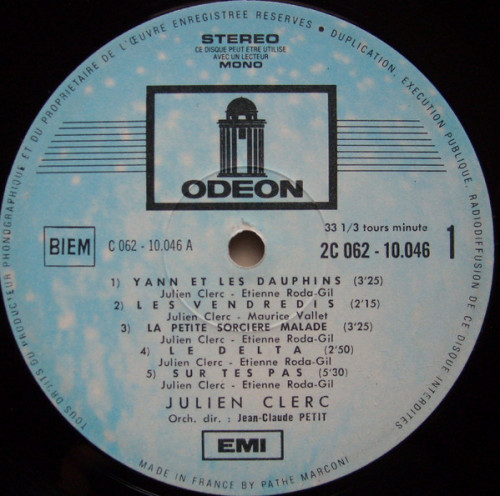 TOUS DROITS DU PRODUCTEUR PHONOGRAPHIQUE ET DU PROPRIETAIRE DE L'ŒUVRE ENREGISTREE RESERVES • DUPLICATION, EXECUTION PUBLIQUE, RADIODIFFUSION DE CE DISQUE INTERDITES.
STEREO
CE DISQUE PEUT ETRE UTILISE
AVEC UN LECTEUR
MONO
ODEON
33 1/3 tours minute
BIEM C 062 - 10.046 A 2C 062 - 10.046 1
1) YANN ET LES DAUPHINS (3'25)
Julien Clerc - Etienne Roda-Gil
2) LES VENDREDIS (2'15)
Julien Clerc - Maurice Vallet
3) LA PETITE SORCIERE MALADE (3'25)
Julien Clerc - Etienne Roda-Gil
4) LE DELTA (2'50)
Julien Clerc - Etienne Roda-Gil
5) SUR TES PAS (5'30)
Julien Clerc - Etienne Roda-Gil
JULIEN CLERC
Orch. dir. : Jean-Claude PETIT
EMI
MADE IN FRANCE BY PATHE MARCONI